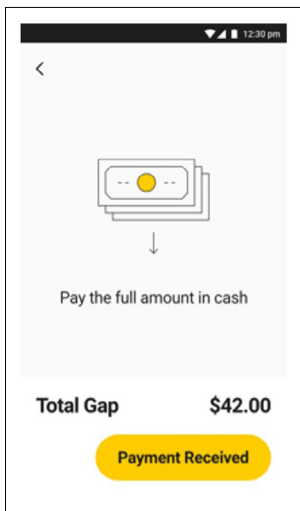 12:30 pm
Pay the full amount in cash
Total Gap $42.00
Payment Received